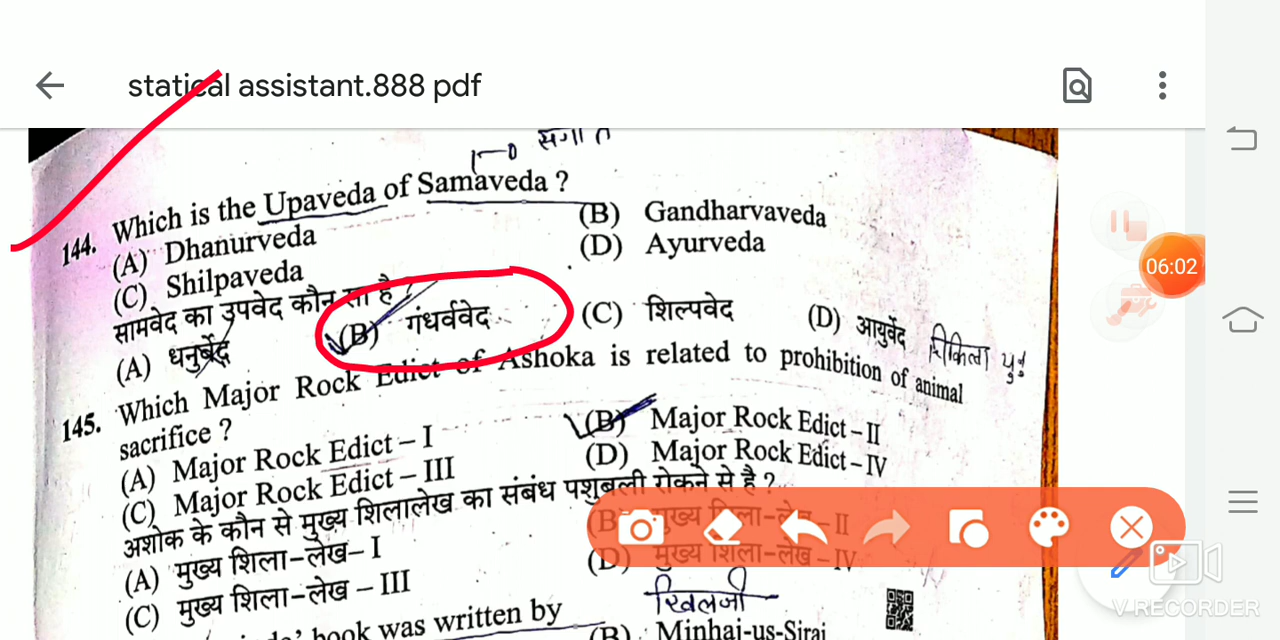 statical assistant.888 pdf
144. Which is the Upaveda of Samaveda ?
(A) Dhanurveda
(B) Gandharvaveda
(C) Shilpaveda
(D) Ayurveda
सामवेद का उपवेद कौन सा है ?
(A) धनुर्वेद (B) गंधर्ववेद (C) शिल्पवेद (D) आयुर्वेद
145. Which Major Rock Edict of Ashoka is related to prohibition of animal
sacrifice ?
(A) Major Rock Edict – I
(B) Major Rock Edict – II
(C) Major Rock Edict – III
(D) Major Rock Edict – IV
अशोक के कौन से मुख्य शिलालेख का संबंध पशुबली रोकने से है ?
(A) मुख्य शिला-लेख- I
(B) मुख्य शिला-लेख - II
(C) मुख्य शिला-लेख - III
(D) मुख्य शिला-लेख - IV
खिलजी
book was written by
(B) Minhaj-us-Siraj
06:02
V RECORDER